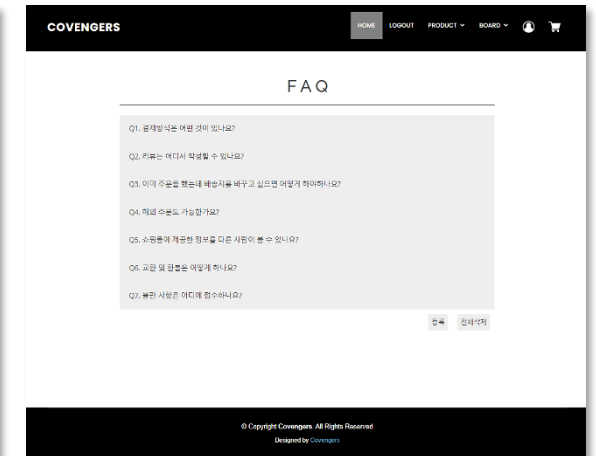 COVENGERS
HOME LOGOUT PRODUCT BOARD
FAQ
Q1. 결제방식은 어떤 것이 있나요?
Q2. 리뷰는 어디서 작성할 수 있나요?
Q3. 이미 주문을 했는데 배송지를 바꾸고 싶으면 어떻게 해야하나요?
Q4. 해외 주문도 가능한가요?
Q5. 쇼핑몰에 제공한 정보를 다른 사람이 볼 수 있나요?
Q6. 교환 및 환불은 어떻게 하나요?
Q7. 불만 사항은 어디에 접수하나요?
등록 전체삭제
© Copyright Covengers. All Rights Reserved
Designed by Covengers